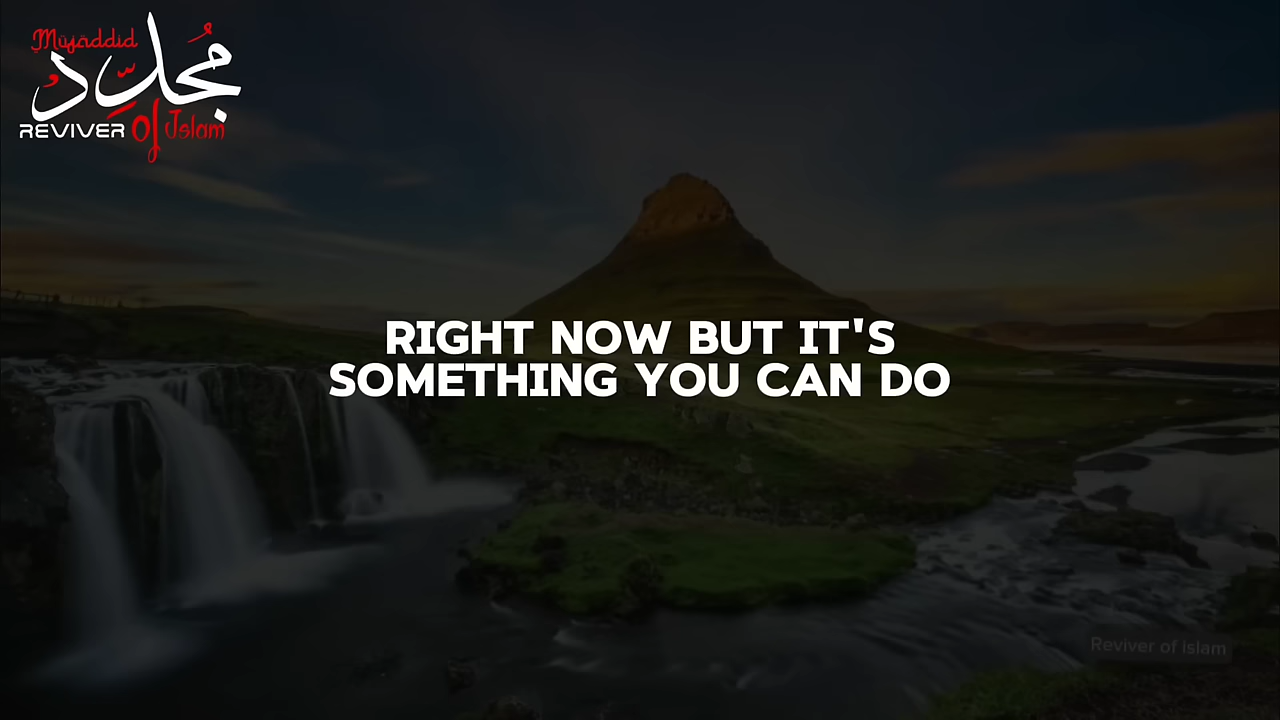 Mujaddid
مُجدِّد
REVIVER Of Islam
RIGHT NOW BUT IT'S
SOMETHING YOU CAN DO
Reviver of Islam